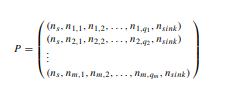 (n_s, n_{1,1}, n_{1,2}, ..., n_{1,q_1}, n_{sink})
P = (n_s, n_{2,1}, n_{2,2}, ..., n_{2,q_2}, n_{sink})
⋮
(n_s, n_{m,1}, n_{m,2}, ..., n_{m,q_m}, n_{sink})